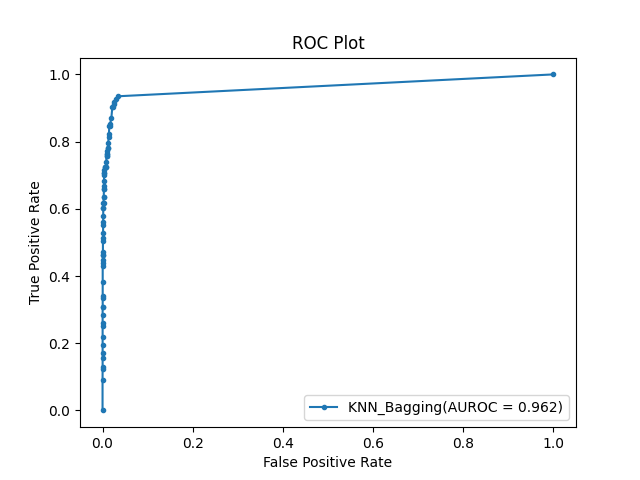 ROC Plot
1.0
0.8
0.6
0.4
0.2
0.0
True Positive Rate
KNN_Bagging(AUROC = 0.962)
0.0 0.2 0.4 0.6 0.8 1.0
False Positive Rate